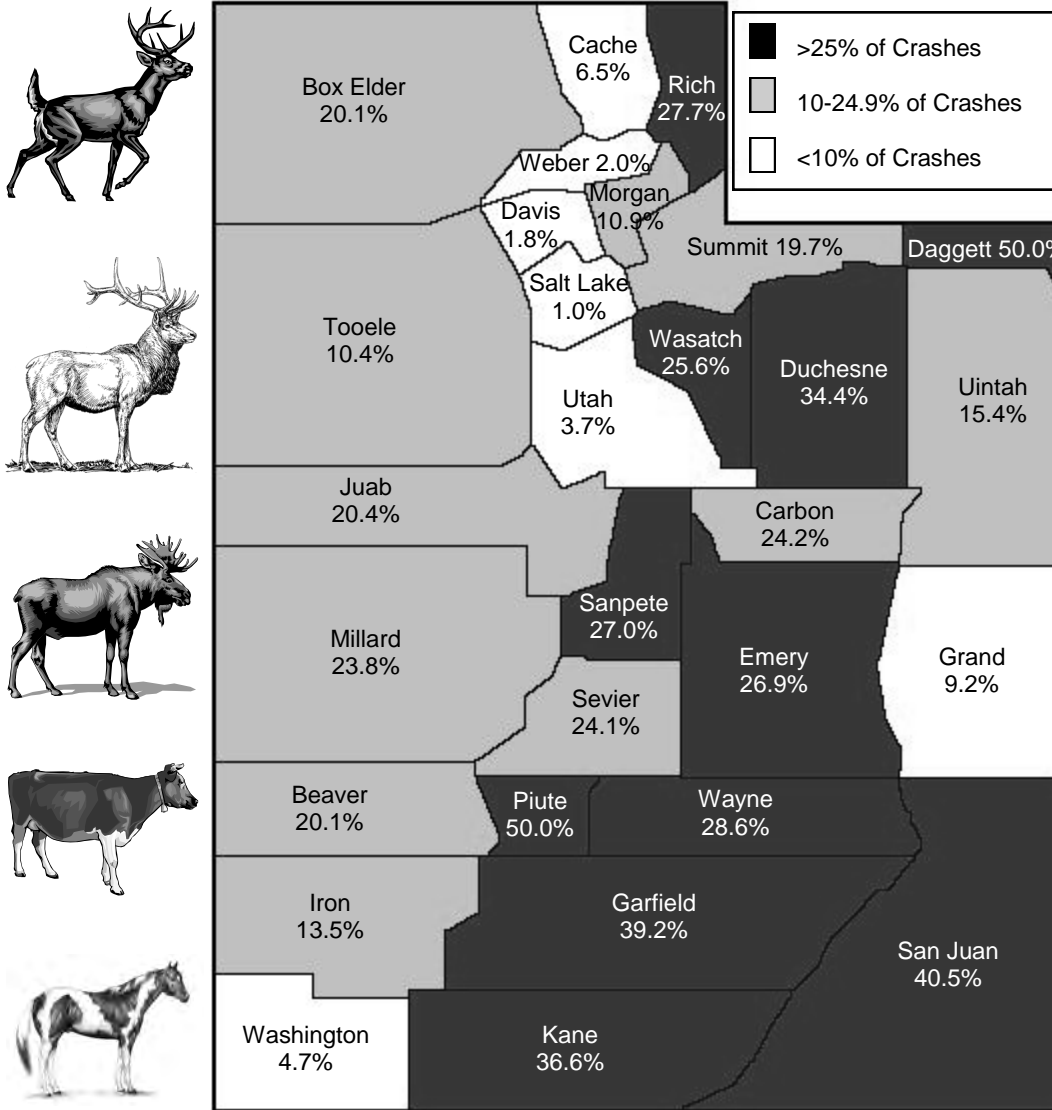 >25% of Crashes
10-24.9% of Crashes
<10% of Crashes
Cache
6.5%
Rich
27.7%
Box Elder
20.1%
Weber 2.0%
Morgan
10.9%
Davis
1.8%
Summit 19.7%
Daggett 50.0%
Salt Lake
1.0%
Tooele
10.4%
Wasatch
25.6%
Duchesne
34.4%
Uintah
15.4%
Utah
3.7%
Juab
20.4%
Carbon
24.2%
Sanpete
27.0%
Millard
23.8%
Emery
26.9%
Grand
9.2%
Sevier
24.1%
Beaver
20.1%
Piute
50.0%
Wayne
28.6%
Iron
13.5%
Garfield
39.2%
San Juan
40.5%
Washington
4.7%
Kane
36.6%